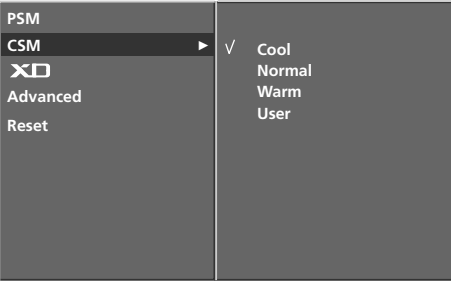 PSM
CSM ►
XD
Advanced
Reset
√ Cool
Normal
Warm
User